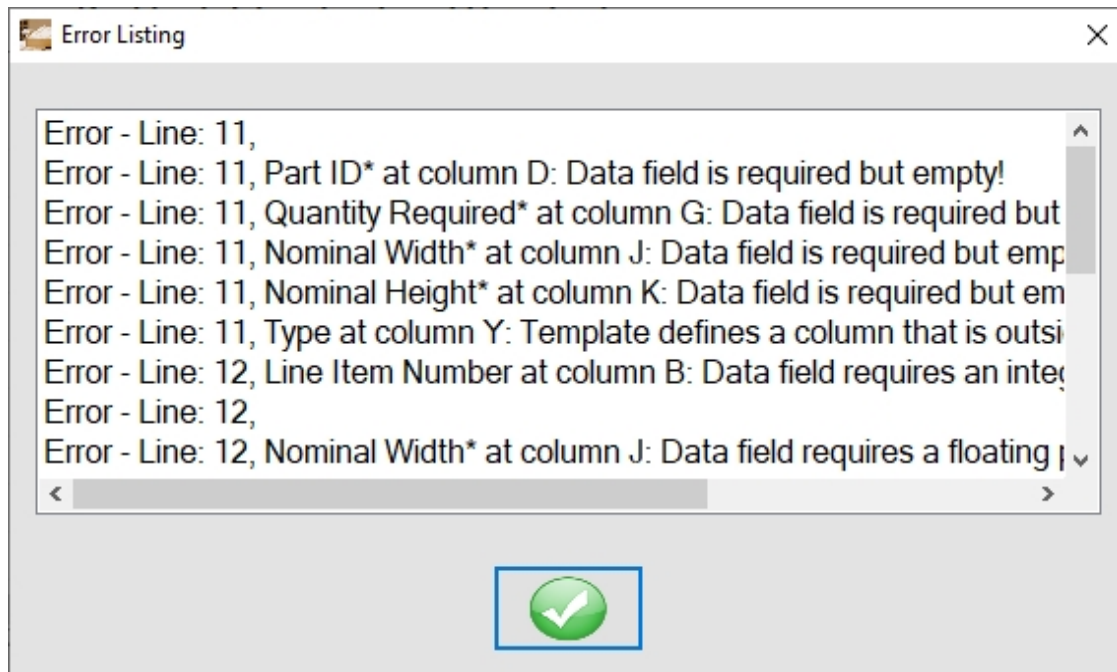 Error Listing
Error - Line: 11,
Error - Line: 11, Part ID* at column D: Data field is required but empty!
Error - Line: 11, Quantity Required* at column G: Data field is required but
Error - Line: 11, Nominal Width* at column J: Data field is required but emp
Error - Line: 11, Nominal Height* at column K: Data field is required but em
Error - Line: 11, Type at column Y: Template defines a column that is outsi
Error - Line: 12, Line Item Number at column B: Data field requires an integ
Error - Line: 12,
Error - Line: 12, Nominal Width* at column J: Data field requires a floating p